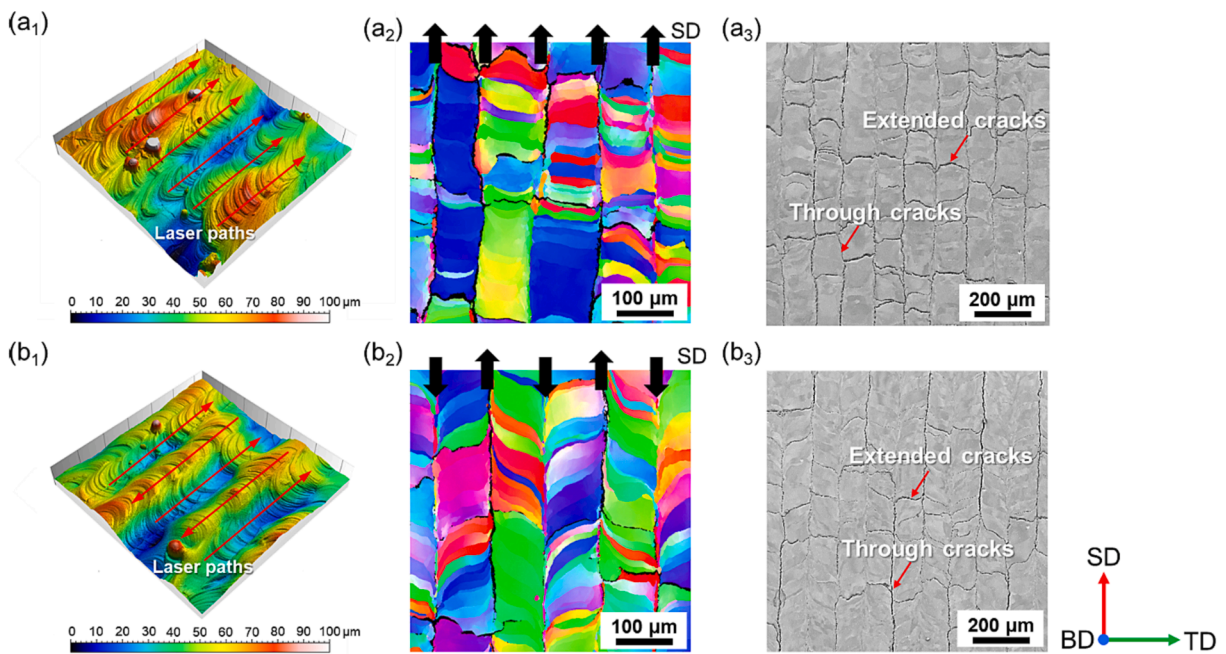 (a1)
(a2)
SD
(a3)
Laser paths
0 10 20 30 40 50 60 70 80 90 100 µm
100 µm
Extended cracks
Through cracks
200 µm
(b1)
(b2)
SD
(b3)
Laser paths
0 10 20 30 40 50 60 70 80 90 100 µm
100 µm
Extended cracks
Through cracks
200 µm
SD
BD
TD